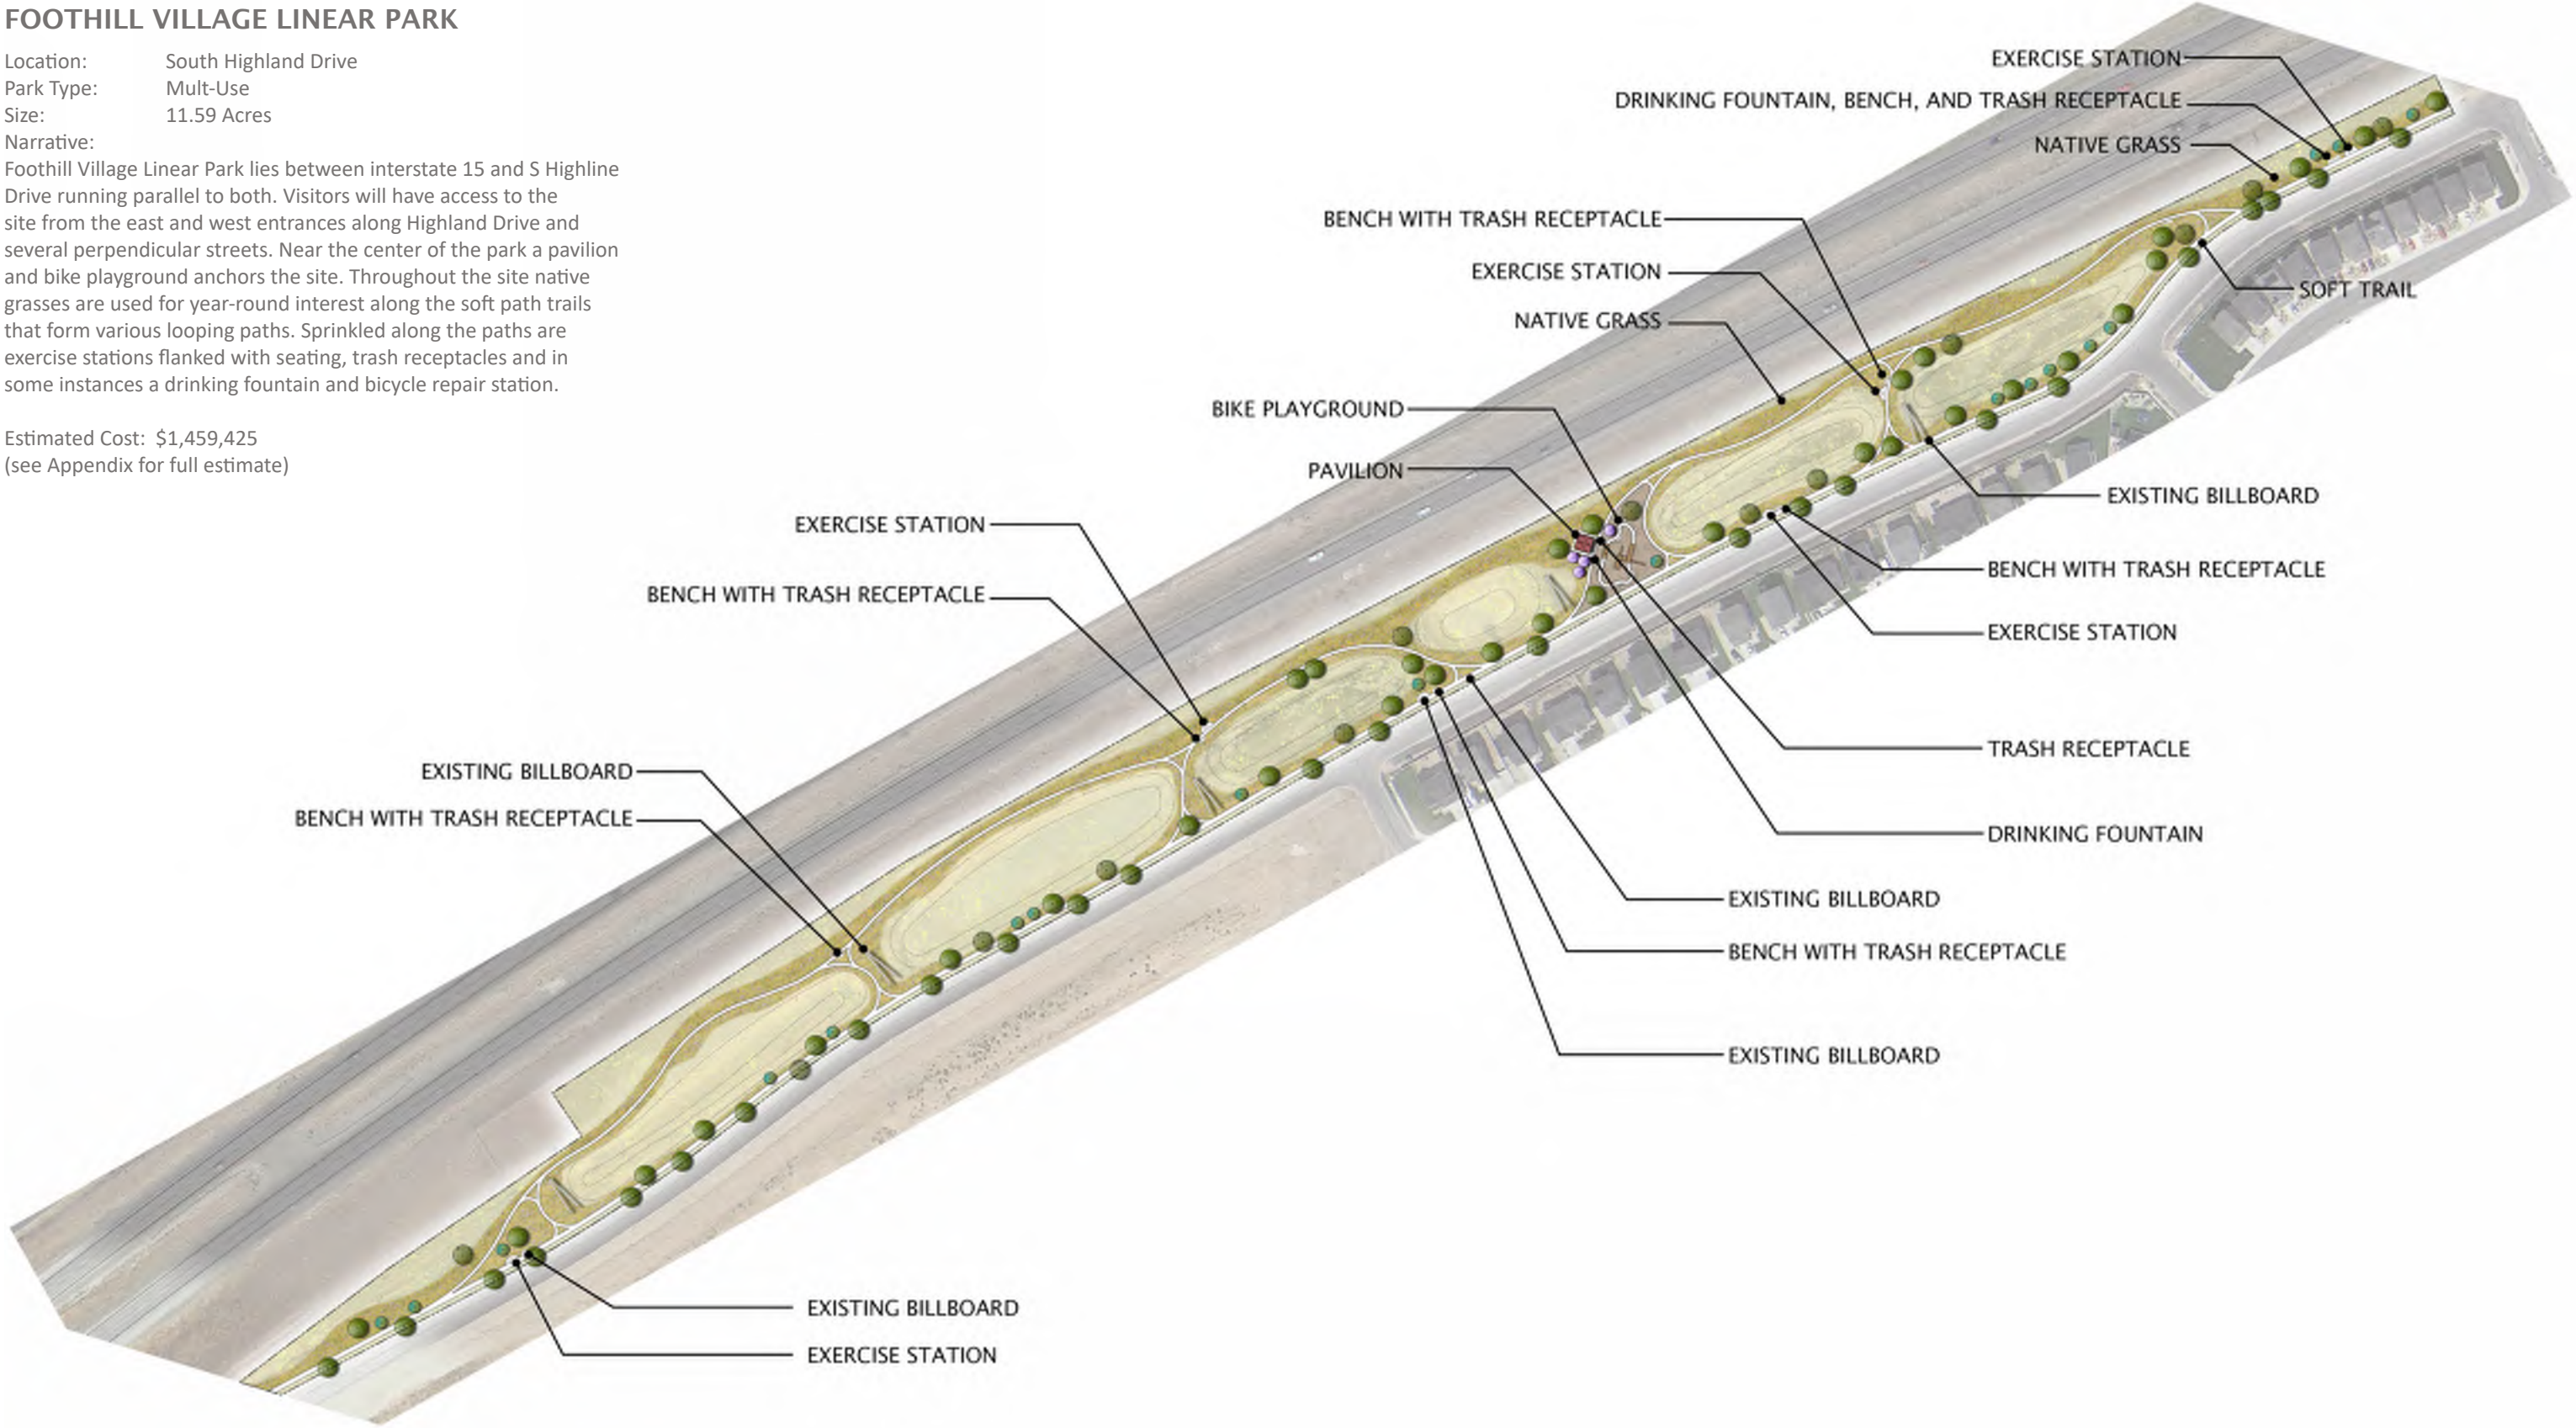 FOOTHILL VILLAGE LINEAR PARK
Location: South Highland Drive
Park Type: Mult-Use
Size: 11.59 Acres
Narrative:
Foothill Village Linear Park lies between interstate 15 and S Highline
Drive running parallel to both. Visitors will have access to the
site from the east and west entrances along Highland Drive and
several perpendicular streets. Near the center of the park a pavilion
and bike playground anchors the site. Throughout the site native
grasses are used for year-round interest along the soft path trails
that form various looping paths. Sprinkled along the paths are
exercise stations flanked with seating, trash receptacles and in
some instances a drinking fountain and bicycle repair station.
Estimated Cost: $1,459,425
(see Appendix for full estimate)
EXERCISE STATION
DRINKING FOUNTAIN, BENCH, AND TRASH RECEPTACLE
NATIVE GRASS
BENCH WITH TRASH RECEPTACLE
EXERCISE STATION
SOFT TRAIL
NATIVE GRASS
BIKE PLAYGROUND
PAVILION
EXISTING BILLBOARD
EXERCISE STATION
BENCH WITH TRASH RECEPTACLE
BENCH WITH TRASH RECEPTACLE
EXERCISE STATION
TRASH RECEPTACLE
EXISTING BILLBOARD
BENCH WITH TRASH RECEPTACLE
DRINKING FOUNTAIN
EXISTING BILLBOARD
BENCH WITH TRASH RECEPTACLE
EXISTING BILLBOARD
EXISTING BILLBOARD
EXERCISE STATION